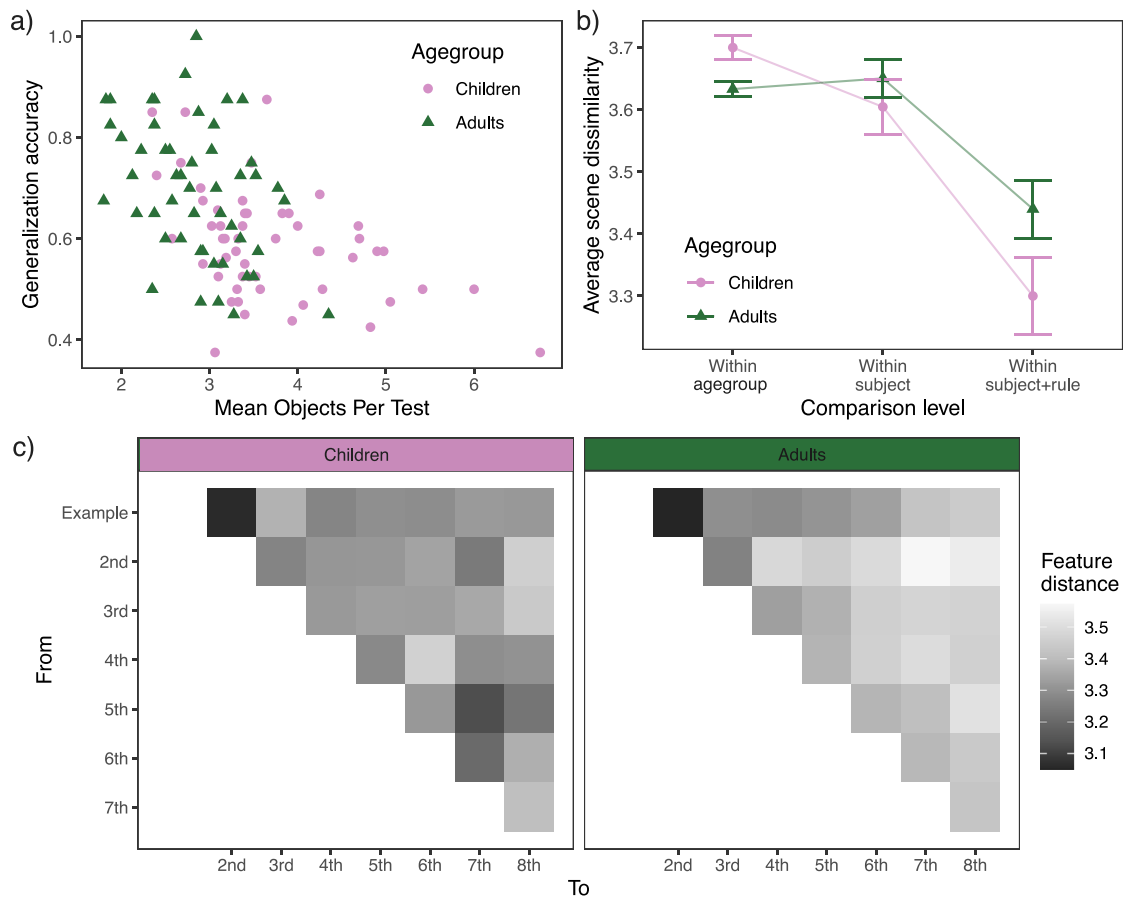 a)
Generalization accuracy
1.0
0.8
0.6
0.4
2
3
4
5
6
Mean Objects Per Test
Agegroup
Children
Adults
b)
Average scene dissimilarity
3.7
3.6
3.5
3.4
3.3
Agegroup
Children
Adults
Within
agegroup
Within
subject
Within
subject+rule
Comparison level
c)
Children
Adults
From
Example
2nd
3rd
4th
5th
6th
7th
2nd
3rd
4th
5th
6th
7th
8th
2nd
3rd
4th
5th
6th
7th
8th
To
Feature
distance
3.5
3.4
3.3
3.2
3.1